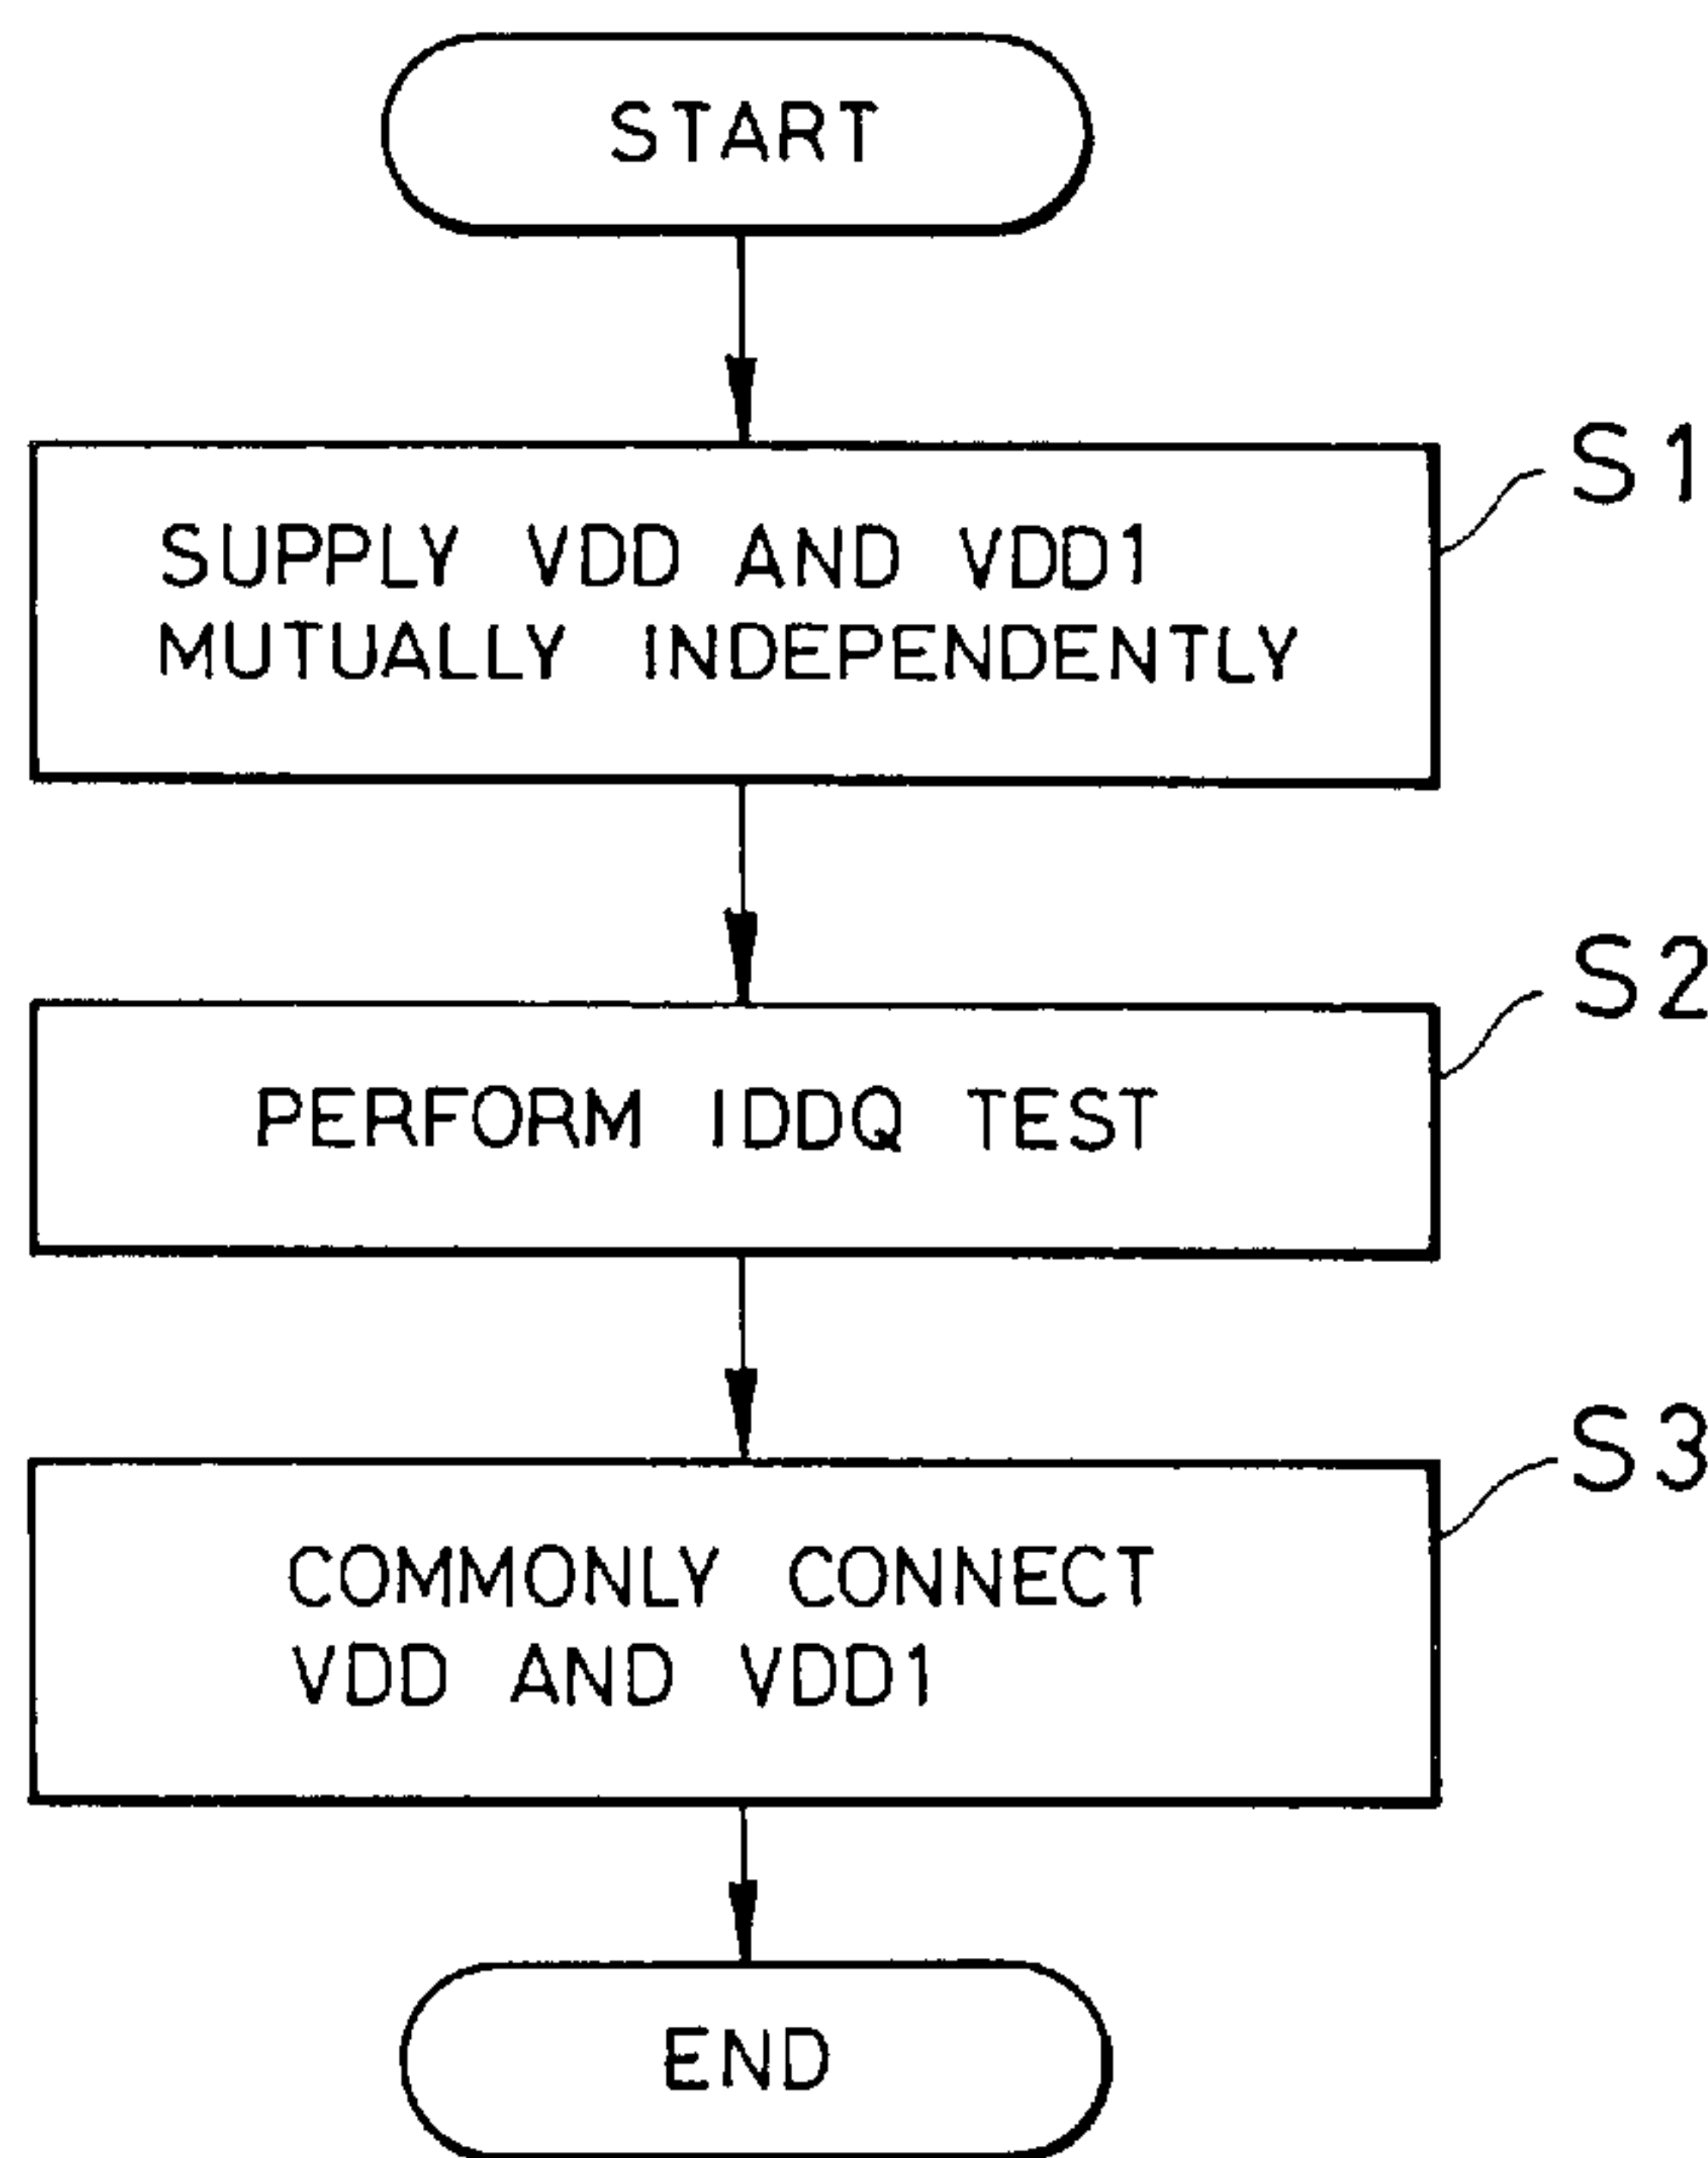 START
S1
SUPPLY VDD AND VDD1
MUTUALLY INDEPENDENTLY
S2
PERFORM IDDQ TEST
S3
COMMONLY CONNECT
VDD AND VDD1
END